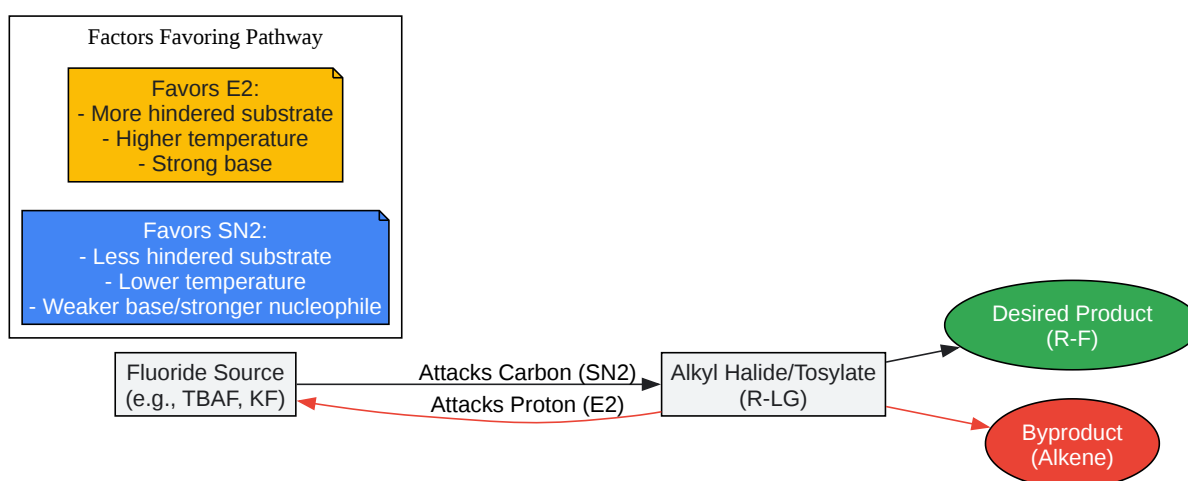 Factors Favoring Pathway
Favors E2:
- More hindered substrate
- Higher temperature
- Strong base
Favors SN2:
- Less hindered substrate
- Lower temperature
- Weaker base/stronger nucleophile
Fluoride Source
(e.g., TBAF, KF)
Attacks Carbon (SN2)
Attacks Proton (E2)
Alkyl Halide/Tosylate
(R-LG)
Desired Product
(R-F)
Byproduct
(Alkene)